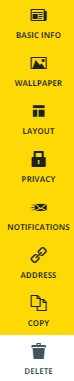 BASIC INFO
WALLPAPER
LAYOUT
PRIVACY
NOTIFICATIONS
ADDRESS
COPY
DELETE